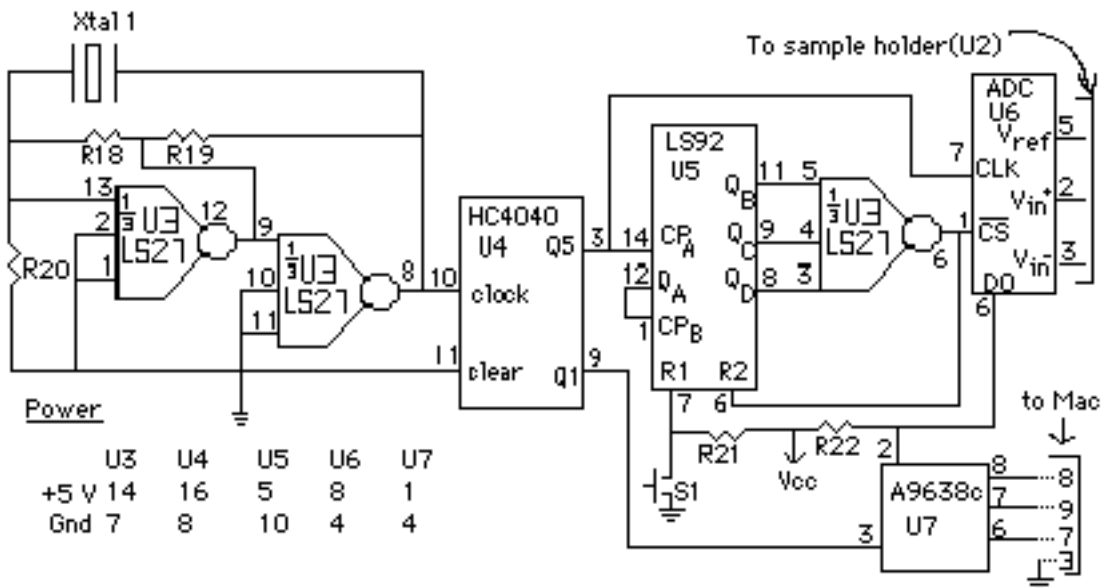 Xtal 1
To sample holder(U2)
R18 R19
R20
13
2
1
1/3 U3
LS27
12
9
10
11
1/3 U3
LS27
8
10
HC4040
U4
clock
clear
Q5
Q1
11
3
9
14
12
1
LS92
U5
CPA
QA
CPB
QB
QC
QD
R1 R2
11
9
8
7 6
5
4
3
1/3 U3
LS27
6
ADC
U6
7
CLK
1
CS
DO
6
Vref
5
Vin+
2
Vin-
3
R21
R22
Vcc
S1
2
3
A9638c
U7
8
7
6
to Mac
8
9
7
3
Power
U3 U4 U5 U6 U7
+5 V 14 16 5 8 1
Gnd 7 8 10 4 4